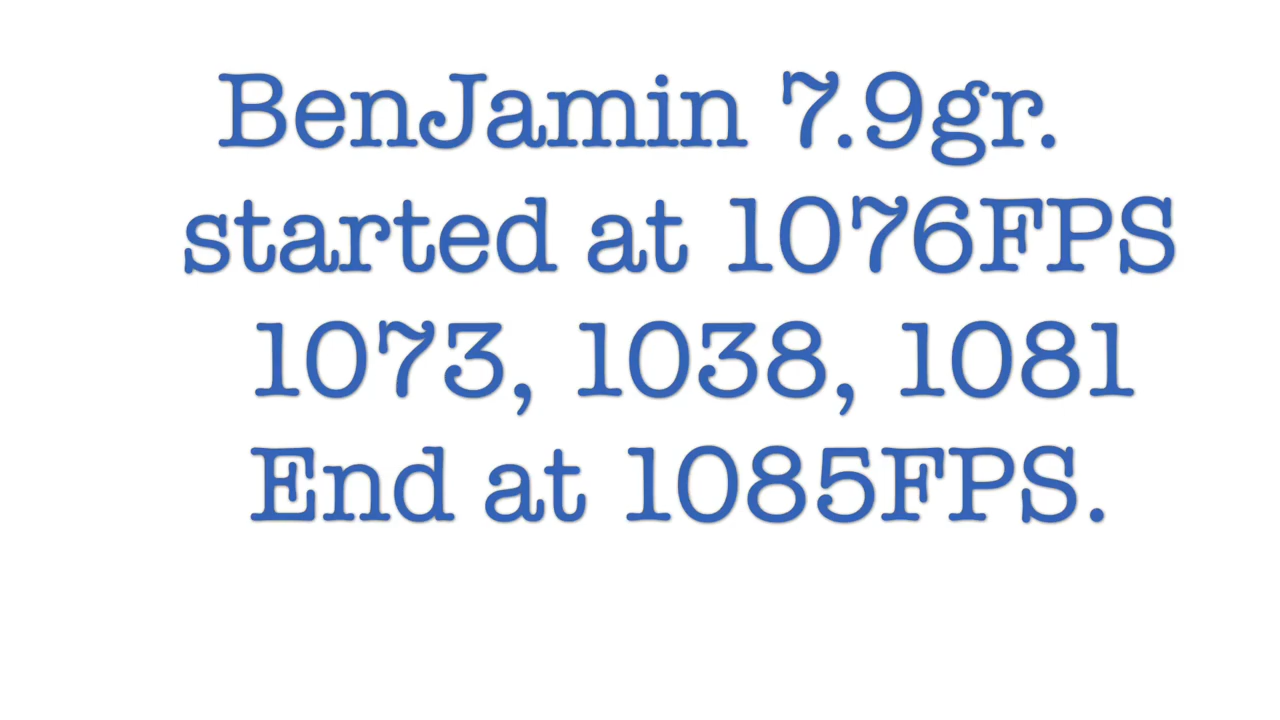 BenJamin 7.9gr.
started at 1076FPS
1073, 1038, 1081
End at 1085FPS.